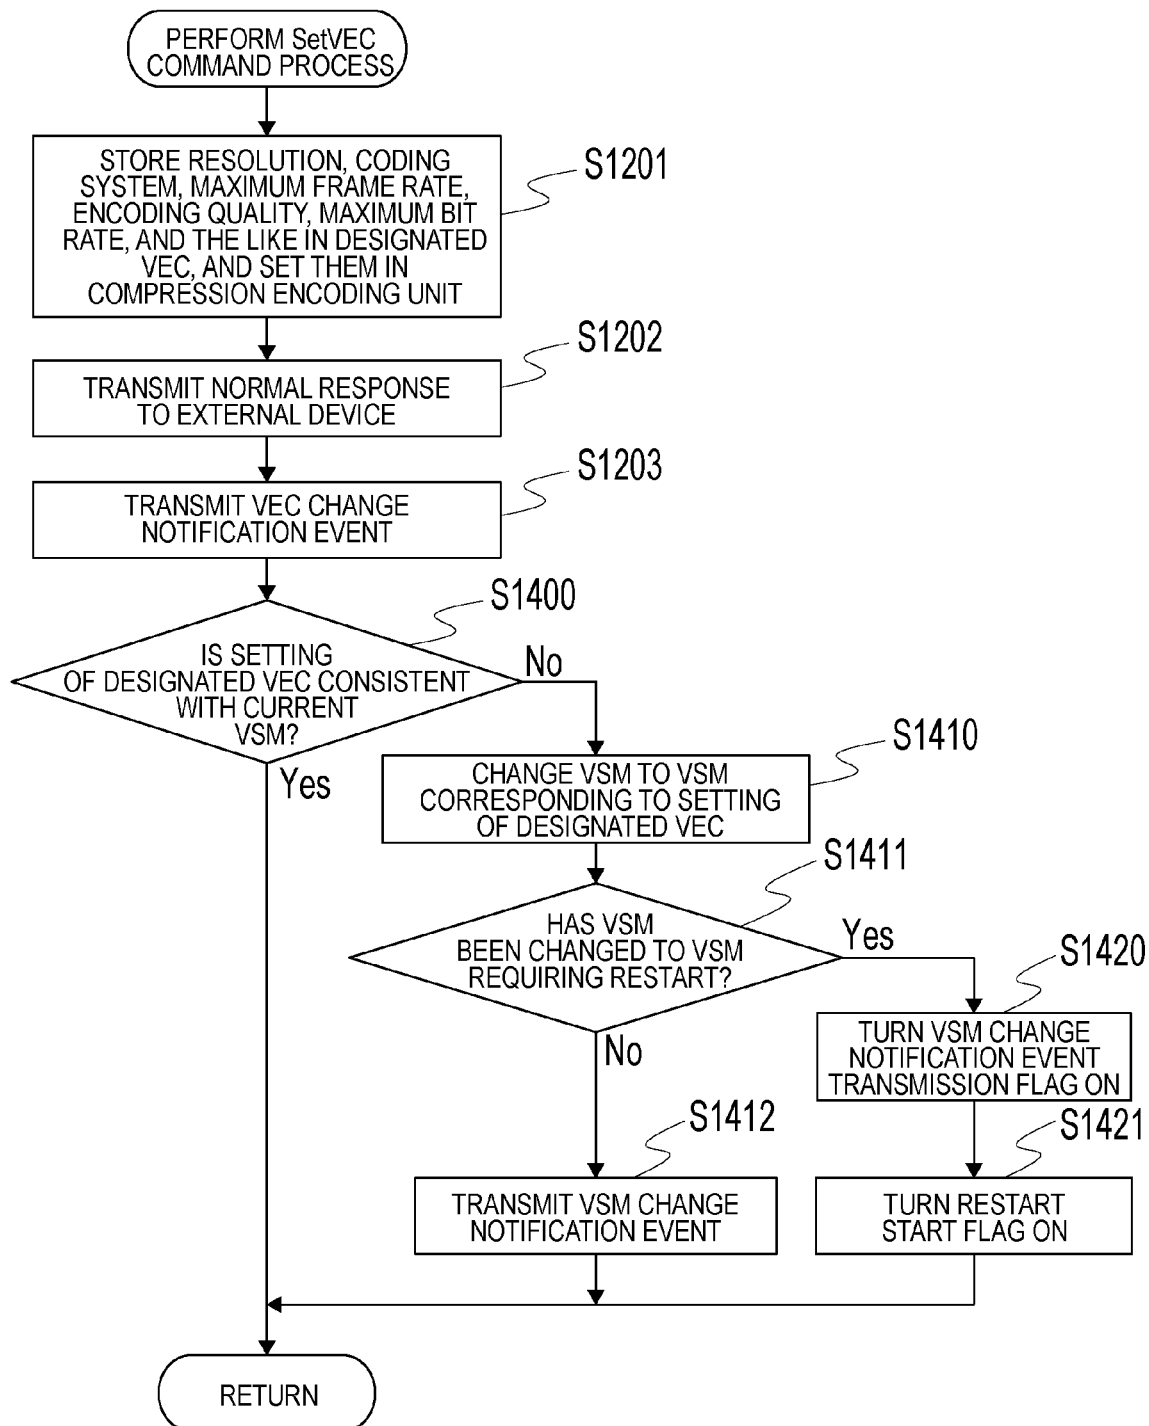 PERFORM SetVEC
COMMAND PROCESS
STORE RESOLUTION, CODING
SYSTEM, MAXIMUM FRAME RATE,
ENCODING QUALITY, MAXIMUM BIT
RATE, AND THE LIKE IN DESIGNATED
VEC, AND SET THEM IN
COMPRESSION ENCODING UNIT
S1201
S1202
TRANSMIT NORMAL RESPONSE
TO EXTERNAL DEVICE
S1203
TRANSMIT VEC CHANGE
NOTIFICATION EVENT
S1400
IS SETTING
OF DESIGNATED VEC CONSISTENT
WITH CURRENT
VSM?
No
Yes
S1410
CHANGE VSM TO VSM
CORRESPONDING TO SETTING
OF DESIGNATED VEC
S1411
HAS VSM
BEEN CHANGED TO VSM
REQUIRING RESTART?
Yes
No
S1420
TURN VSM CHANGE
NOTIFICATION EVENT
TRANSMISSION FLAG ON
S1412
TRANSMIT VSM CHANGE
NOTIFICATION EVENT
S1421
TURN RESTART
START FLAG ON
RETURN